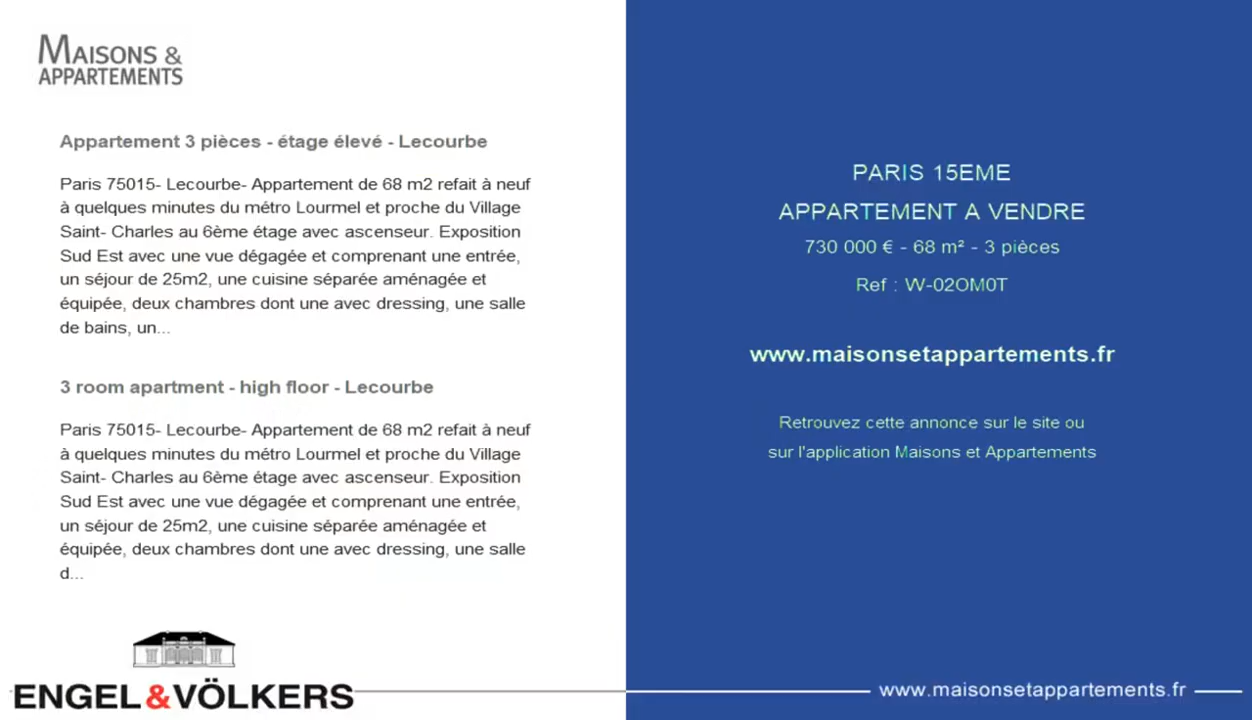 MAISONS &
APPARTEMENTS
Appartement 3 pièces - étage élevé - Lecourbe
Paris 75015- Lecourbe- Appartement de 68 m2 refait à neuf
à quelques minutes du métro Lourmel et proche du Village
Saint- Charles au 6ème étage avec ascenseur. Exposition
Sud Est avec une vue dégagée et comprenant une entrée,
un séjour de 25m2, une cuisine séparée aménagée et
équipée, deux chambres dont une avec dressing, une salle
de bains, un...
3 room apartment - high floor - Lecourbe
Paris 75015- Lecourbe- Appartement de 68 m2 refait à neuf
à quelques minutes du métro Lourmel et proche du Village
Saint- Charles au 6ème étage avec ascenseur. Exposition
Sud Est avec une vue dégagée et comprenant une entrée,
un séjour de 25m2, une cuisine séparée aménagée et
équipée, deux chambres dont une avec dressing, une salle
d...
ENGEL&VÖLKERS
PARIS 15EME
APPARTEMENT A VENDRE
730 000 € - 68 m² - 3 pièces
Ref : W-02OM0T
www.maisonsetappartements.fr
Retrouvez cette annonce sur le site ou
sur l'application Maisons et Appartements
www.maisonsetappartements.fr